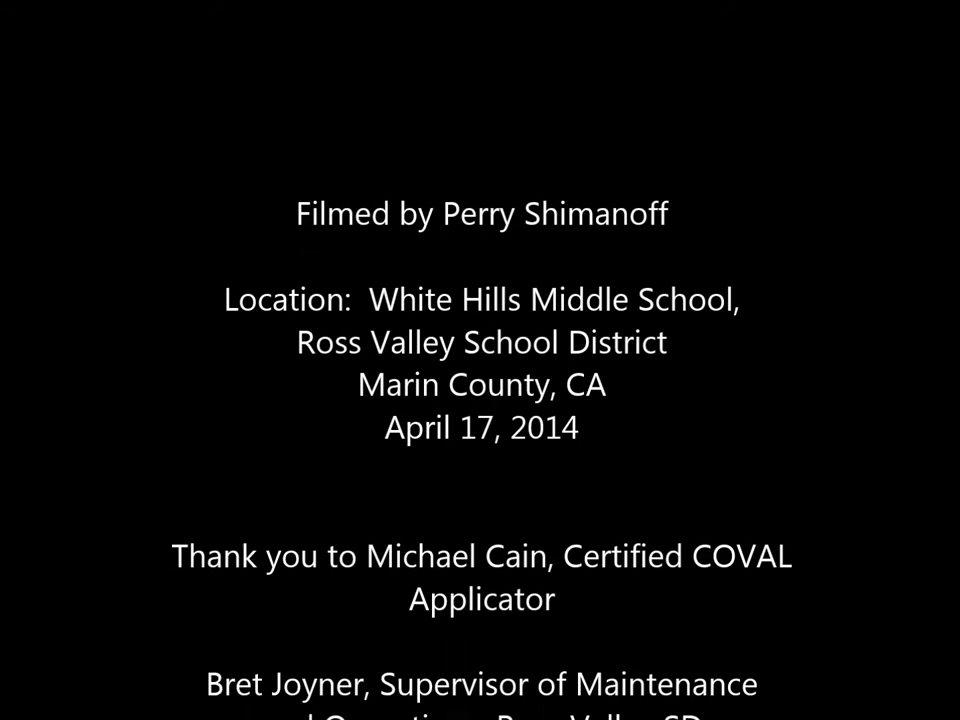 Filmed by Perry Shimanoff
Location:  White Hills Middle School,
Ross Valley School District
Marin County, CA
April 17, 2014
Thank you to Michael Cain, Certified COVAL
Applicator
Bret Joyner, Supervisor of Maintenance